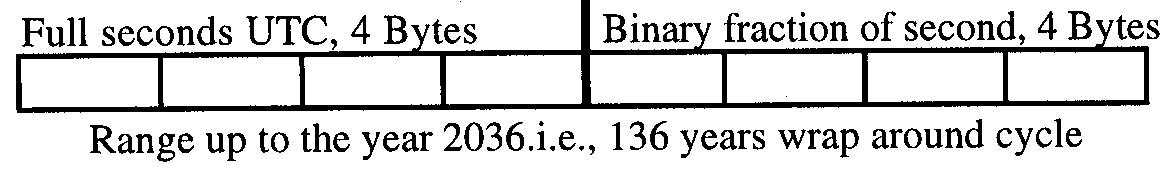 Full seconds UTC, 4 Bytes
Binary fraction of second, 4 Bytes
Range up to the year 2036.i.e., 136 years wrap around cycle